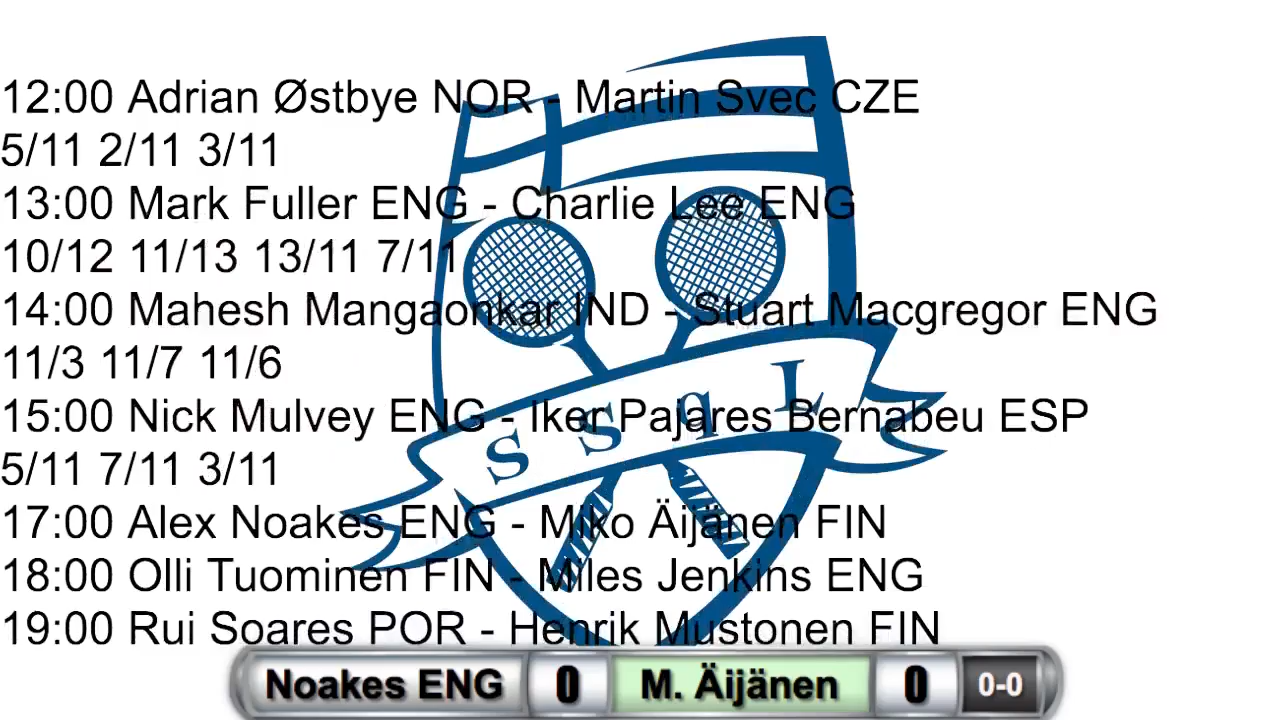 12:00 Adrian Østbye NOR - Martin Svec CZE
5/11 2/11 3/11
13:00 Mark Fuller ENG - Charlie Lee ENG
10/12 11/13 13/11 7/11
14:00 Mahesh Mangaonkar IND - Stuart Macgregor ENG
11/3 11/7 11/6
15:00 Nick Mulvey ENG - Iker Pajares Bernabeu ESP
s s q L
5/11 7/11 3/11
17:00 Alex Noakes ENG - Miko Äijänen FIN
18:00 Olli Tuominen FIN - Miles Jenkins ENG
19:00 Rui Soares POR - Henrik Mustonen FIN
Noakes ENG 0 M. Äijänen 0 0-0